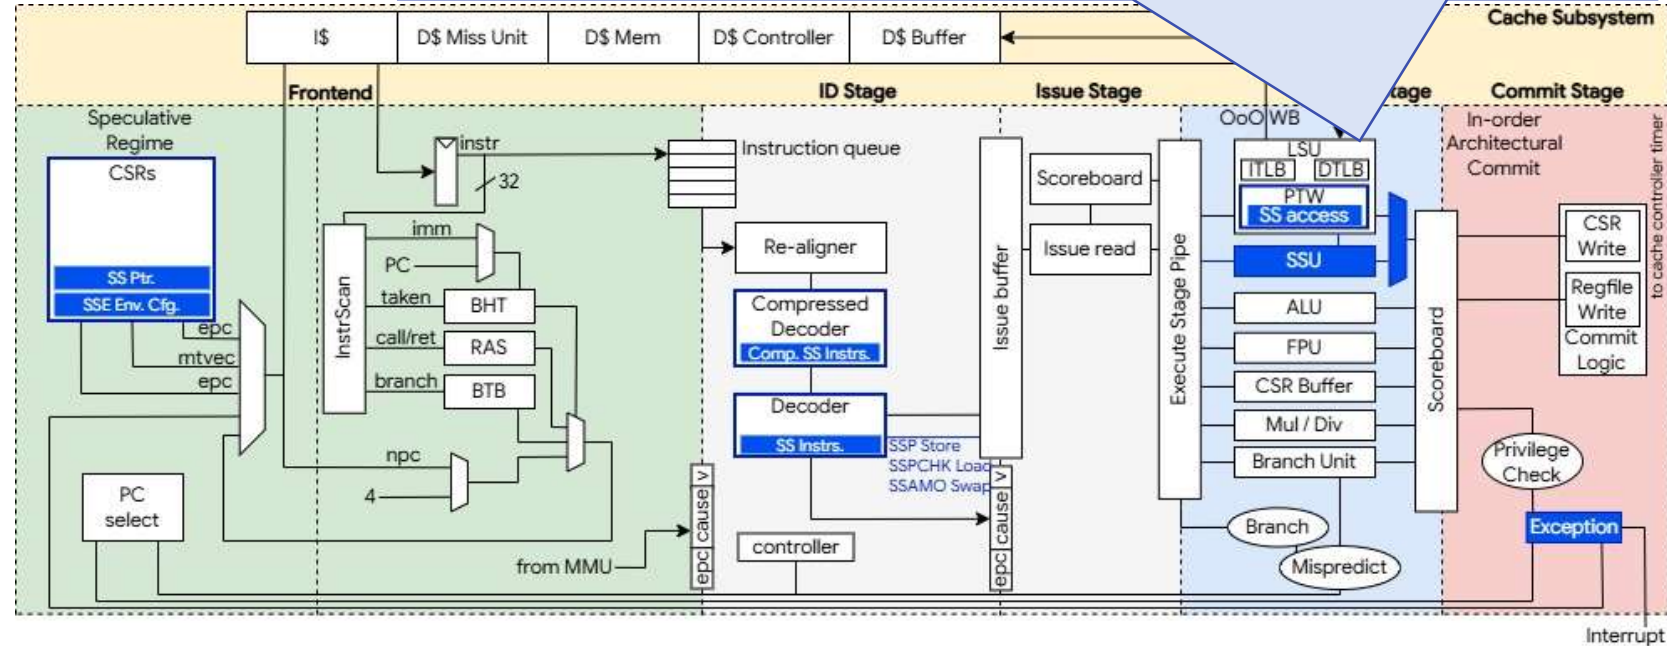 Cache Subsystem
I$
D$ Miss Unit
D$ Mem
D$ Controller
D$ Buffer
Frontend
ID Stage
Issue Stage
tage
Commit Stage
Speculative
Regime
CSRs
SS Ptr.
SSE Env. Cfg.
epc
mtvec
epc
PC
select
instr
32
InstrScan
imm
PC
taken
BHT
call/ret
RAS
branch
BTB
npc
4
from MMU
Instruction queue
Re-aligner
Compressed
Decoder
Comp. SS Instrs.
Decoder
SS Instrs.
SSP Store
SSPCHK Load
SSAMO Swap
epc cause v
controller
epc cause v
Issue buffer
Scoreboard
Issue read
Execute Stage Pipe
OoO WB
LSU
ITLB
DTLB
PTW
SS access
SSU
ALU
FPU
CSR Buffer
Mul / Div
Branch Unit
Branch
Mispredict
Scoreboard
In-order
Architectural
Commit
CSR
Write
Regfile
Write
Commit
Logic
to cache controller timer
Privilege
Check
Exception
Interrupt